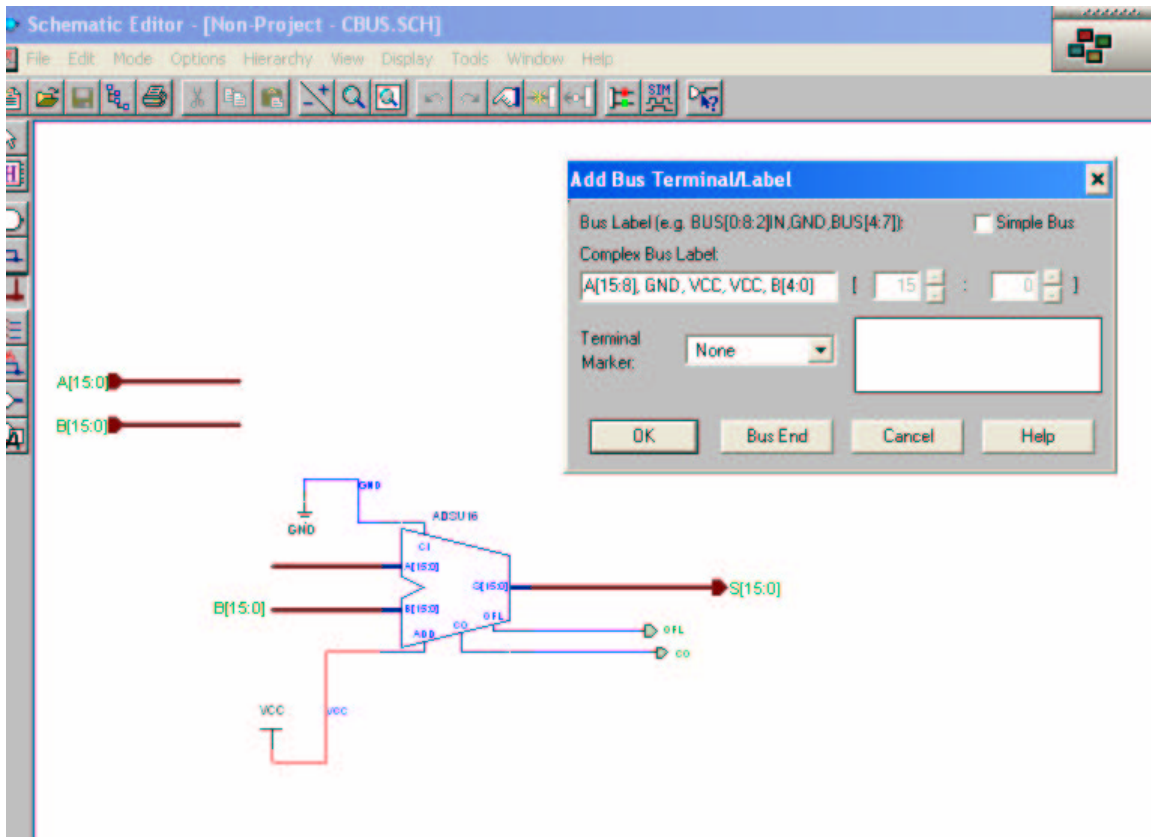 Schematic Editor - [Non-Project - CBUS.SCH]
File Edit Mode Options Hierarchy View Display Tools Window Help
SIM
Add Bus Terminal/Label
Bus Label (e.g. BUS[0:8:2]IN,GND,BUS[4:7]):
Simple Bus
Complex Bus Label:
A[15:8], GND, VCC, VCC, B[4:0] [ 15 : 0 ]
Terminal Marker:
None
OK Bus End Cancel Help
A[15:0]
B[15:0]
GND
GND
ABSU16
CI
A[15:0]
S[15:0]
S[15:0]
B[15:0]
B[15:0]
OFL
CO
ADD
OFL
CO
VCC
VCC